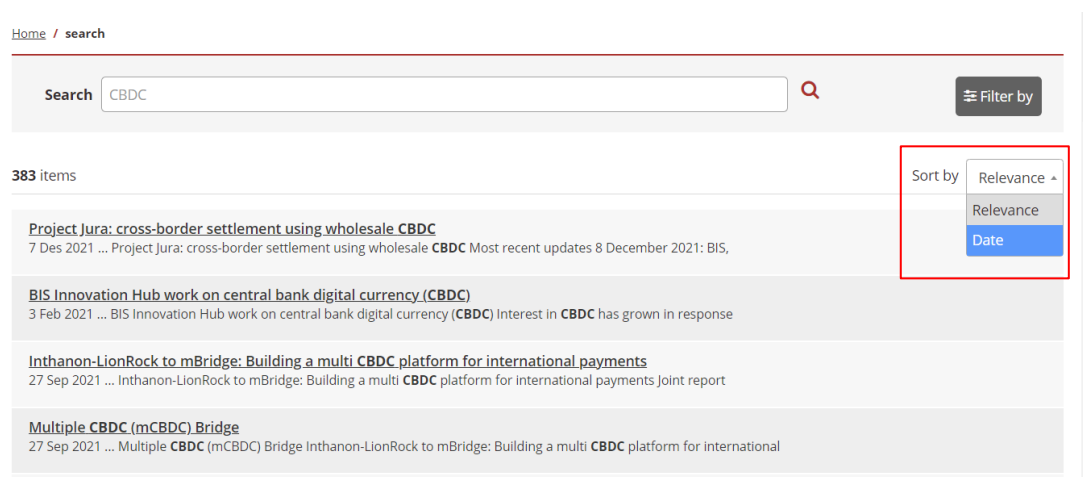 Home / search
Search CBDC Filter by
383 items Sort by Relevance
Relevance
Date
Project Jura: cross-border settlement using wholesale CBDC
7 Des 2021 ... Project Jura: cross-border settlement using wholesale CBDC Most recent updates 8 December 2021: BIS,
BIS Innovation Hub work on central bank digital currency (CBDC)
3 Feb 2021 ... BIS Innovation Hub work on central bank digital currency (CBDC) Interest in CBDC has grown in response
Inthanon-LionRock to mBridge: Building a multi CBDC platform for international payments
27 Sep 2021 ... Inthanon-LionRock to mBridge: Building a multi CBDC platform for international payments Joint report
Multiple CBDC (mCBDC) Bridge
27 Sep 2021 ... Multiple CBDC (mCBDC) Bridge Inthanon-LionRock to mBridge: Building a multi CBDC platform for international